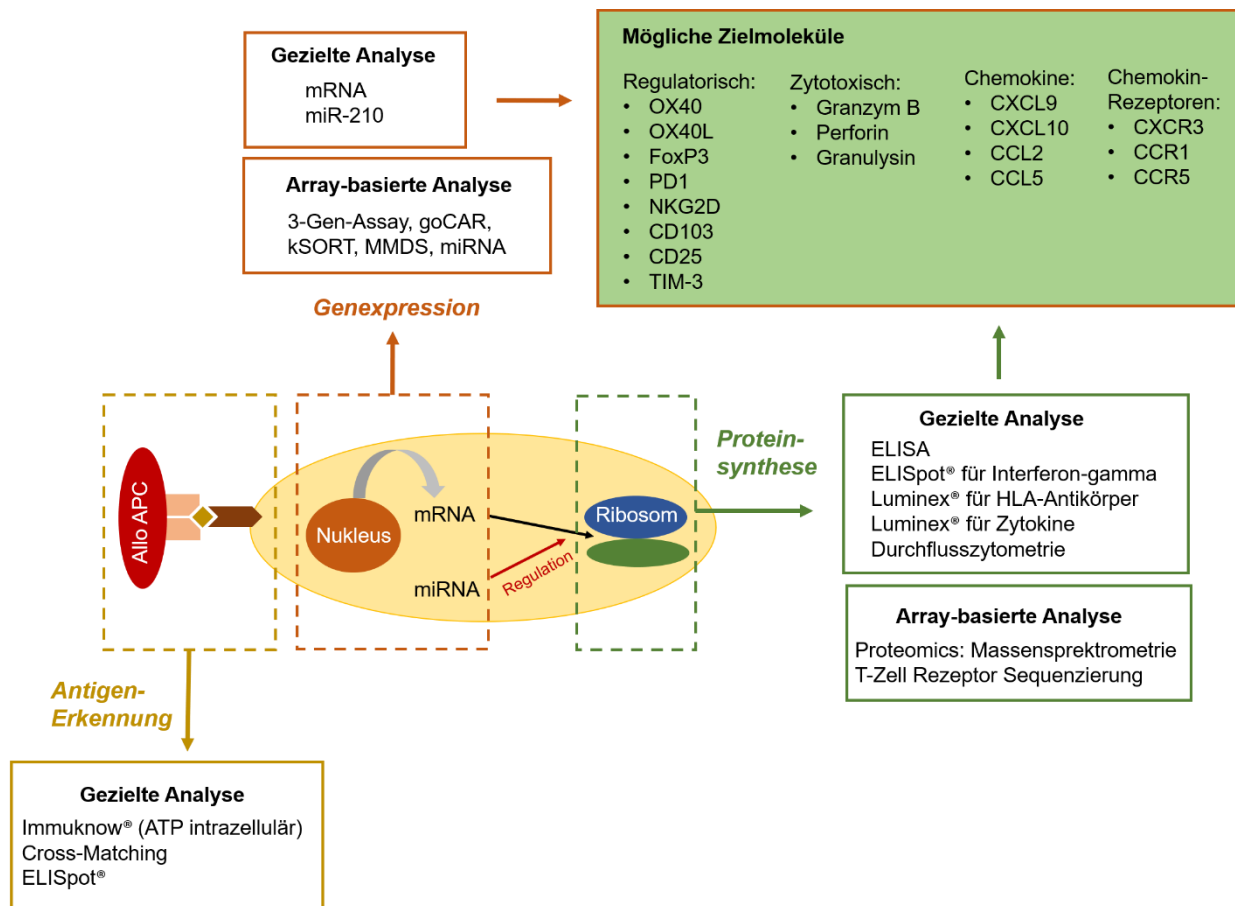 Gezielte Analyse
mRNA
miR-210
Array-basierte Analyse
3-Gen-Assay, goCAR,
kSORT, MMDS, miRNA
Mögliche Zielmoleküle
Regulatorisch:
• OX40
• OX40L
• FoxP3
• PD1
• NKG2D
• CD103
• CD25
• TIM-3
Zytotoxisch:
• Granzym B
• Perforin
• Granulysin
Chemokine:
• CXCL9
• CXCL10
• CCL2
• CCL5
Chemokin-
Rezeptoren:
• CXCR3
• CCR1
• CCR5
Genexpression
Allo APC
Nukleus
mRNA
miRNA
Regulation
Ribosom
Protein-
synthese
Gezielte Analyse
ELISA
ELISpot® für Interferon-gamma
Luminex® für HLA-Antikörper
Luminex® für Zytokine
Durchflusszytometrie
Array-basierte Analyse
Proteomics: Massensprektrometrie
T-Zell Rezeptor Sequenzierung
Antigen-
Erkennung
Gezielte Analyse
Immuknow® (ATP intrazellulär)
Cross-Matching
ELISpot®